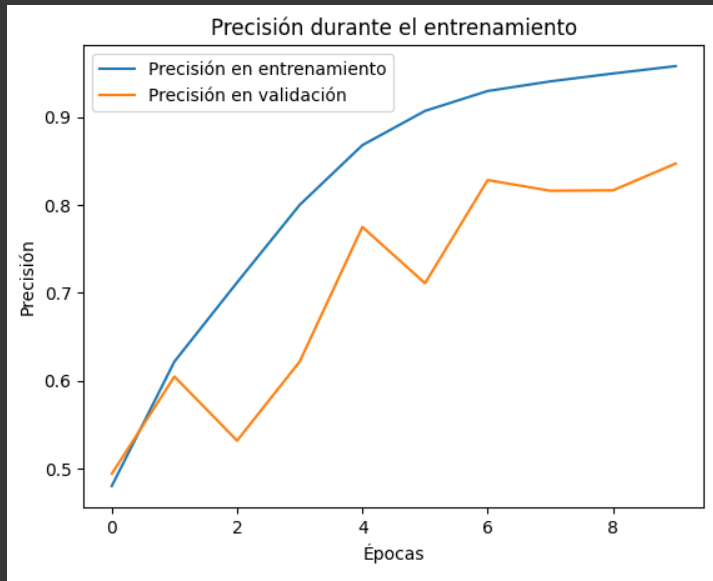 Precisión durante el entrenamiento
Precisión en entrenamiento
Precisión en validación
Precisión
0.9
0.8
0.7
0.6
0.5
0 2 4 6 8
Épocas